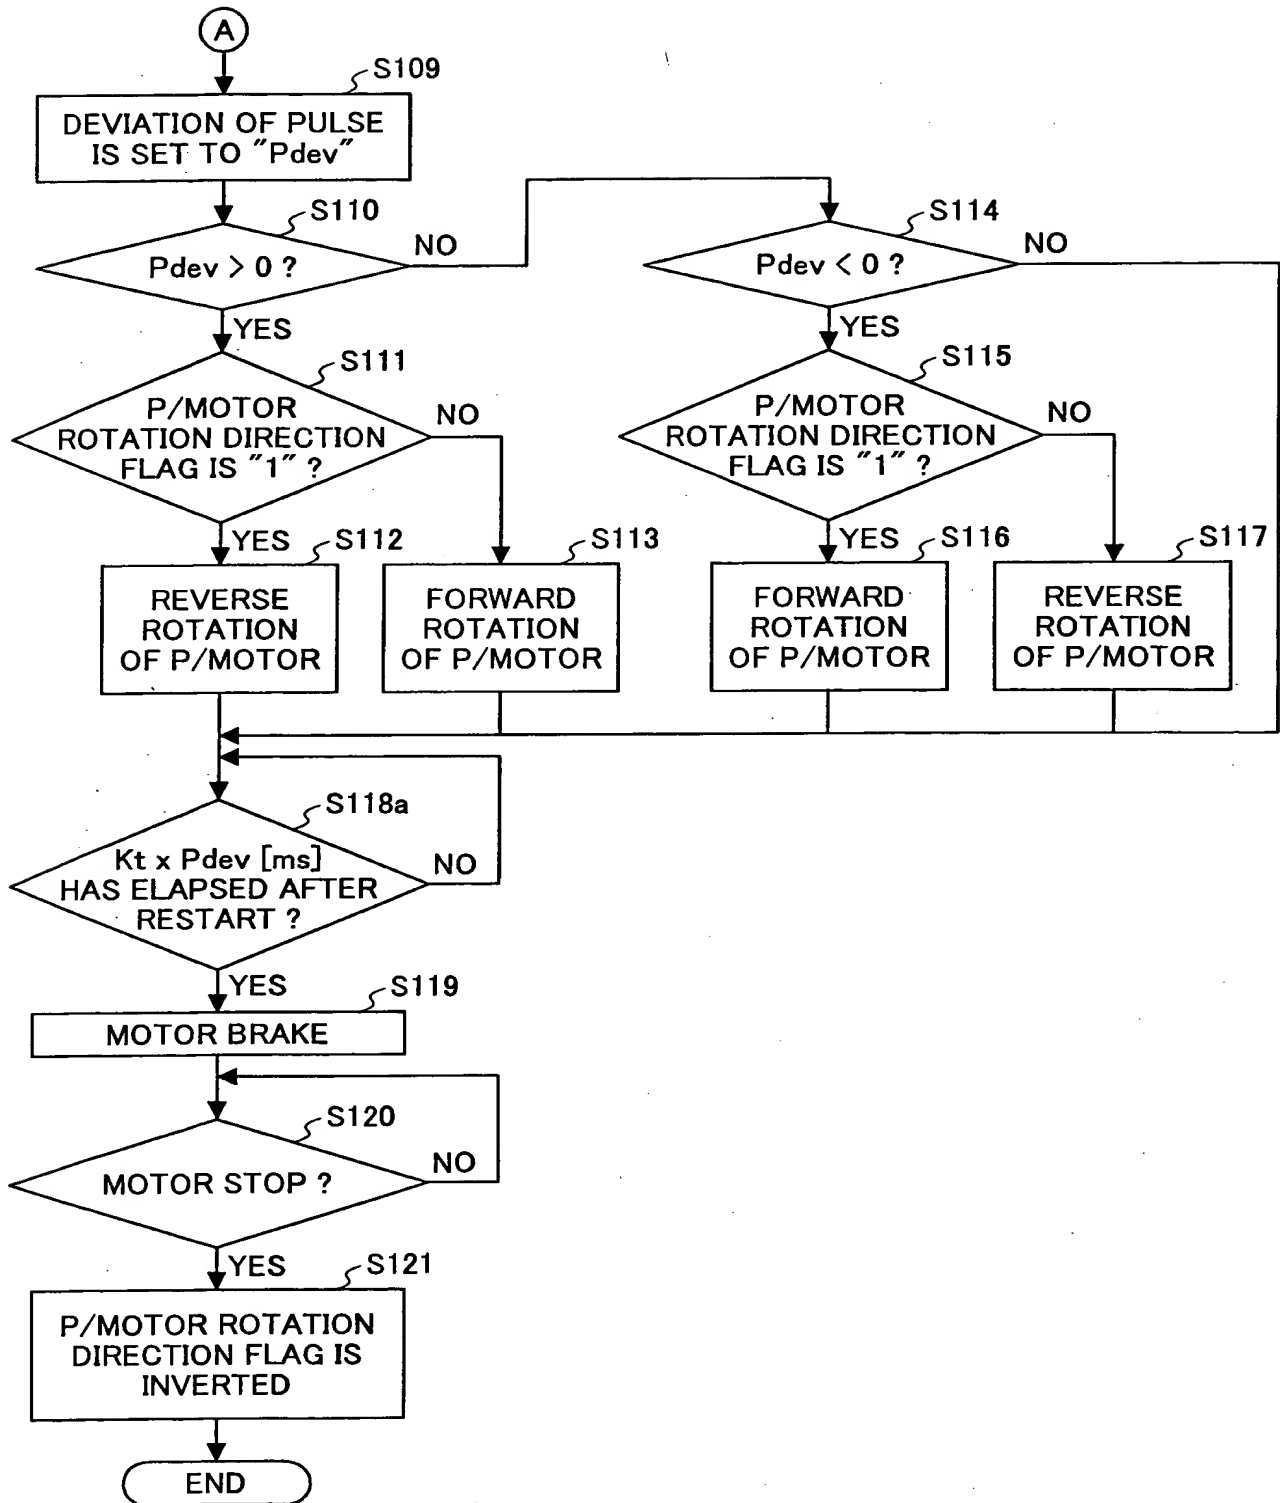 A
S109
DEVIATION OF PULSE
IS SET TO "Pdev"
S110
Pdev > 0 ?
NO
YES
S114
Pdev < 0 ?
NO
YES
S111
P/MOTOR
ROTATION DIRECTION
FLAG IS "1" ?
NO
YES
S115
P/MOTOR
ROTATION DIRECTION
FLAG IS "1" ?
NO
YES
S112
REVERSE
ROTATION
OF P/MOTOR
S113
FORWARD
ROTATION
OF P/MOTOR
S116
FORWARD
ROTATION
OF P/MOTOR
S117
REVERSE
ROTATION
OF P/MOTOR
S118a
Kt x Pdev [ms]
HAS ELAPSED AFTER
RESTART ?
NO
YES
S119
MOTOR BRAKE
S120
MOTOR STOP ?
NO
YES
S121
P/MOTOR ROTATION
DIRECTION FLAG IS
INVERTED
END